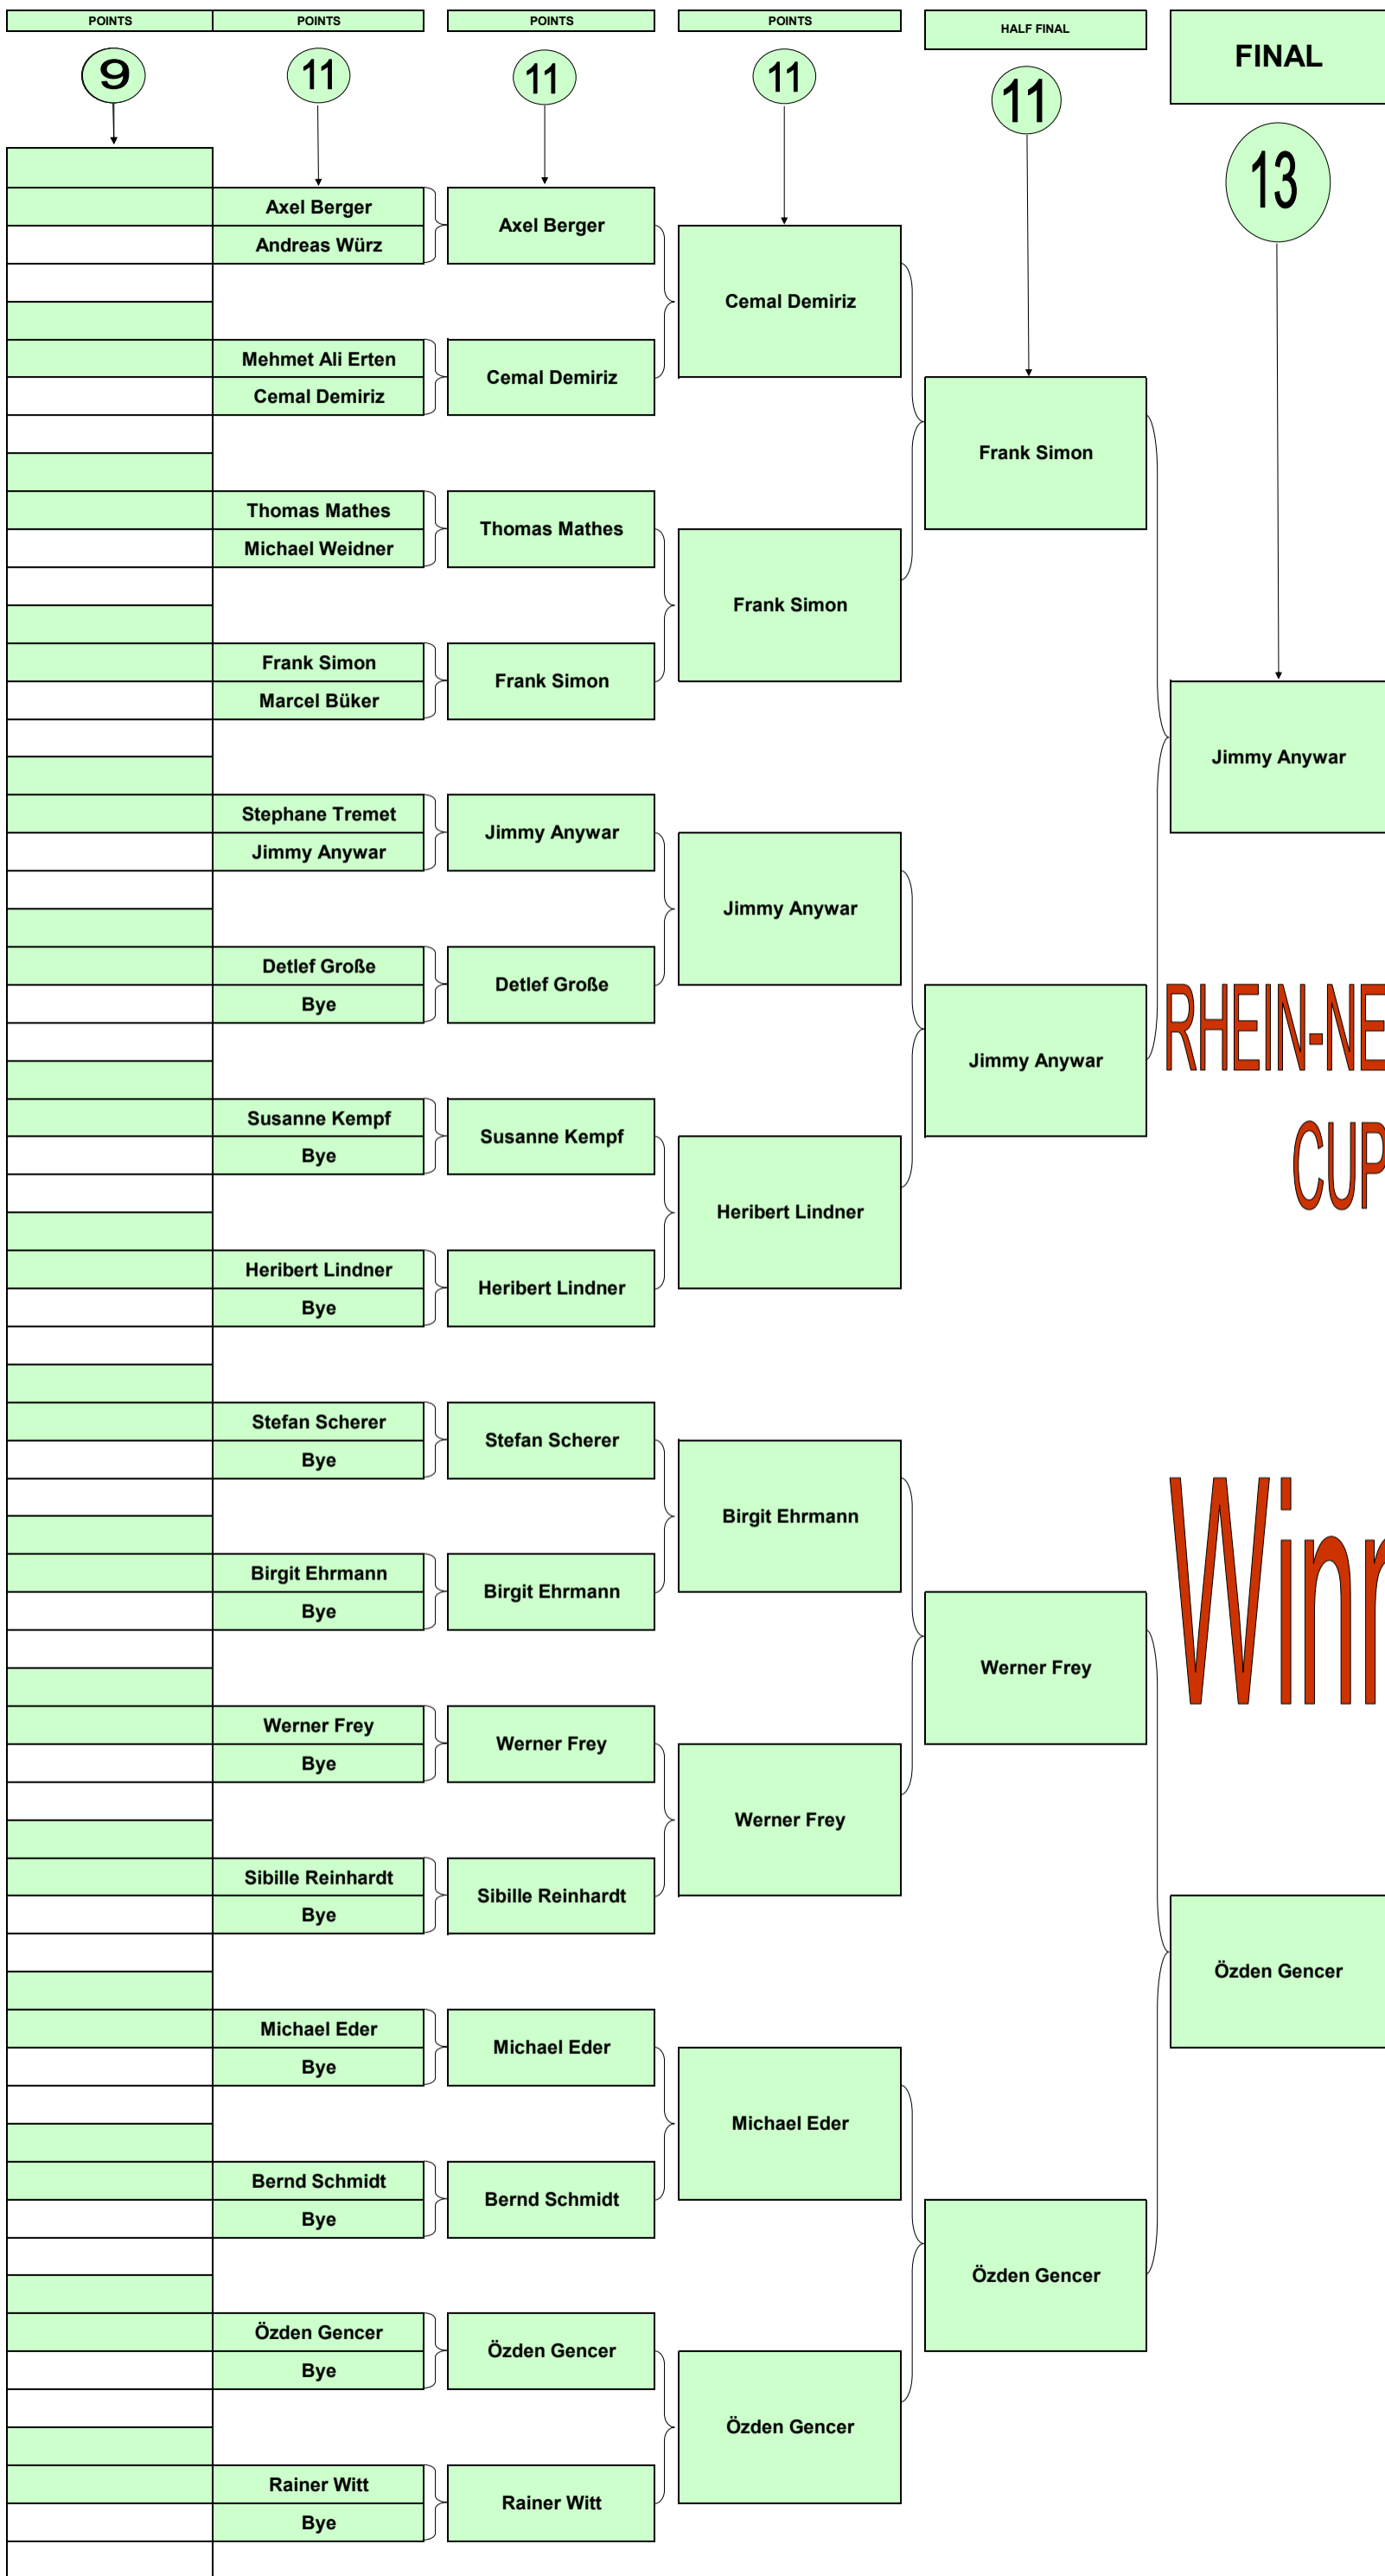 POINTS POINTS POINTS POINTS HALF FINAL FINAL
9 11 11 11 11 13
Axel Berger
Andreas Würz
Axel Berger
Cemal Demiriz
Mehmet Ali Erten
Cemal Demiriz
Cemal Demiriz
Frank Simon
Thomas Mathes
Michael Weidner
Thomas Mathes
Frank Simon
Frank Simon
Marcel Büker
Frank Simon
Jimmy Anywar
Stephane Tremet
Jimmy Anywar
Jimmy Anywar
Jimmy Anywar
Detlef Große
Bye
Detlef Große
RHEIN-NE
Jimmy Anywar
CUP
Susanne Kempf
Bye
Susanne Kempf
Heribert Lindner
Heribert Lindner
Bye
Heribert Lindner
Stefan Scherer
Bye
Stefan Scherer
Birgit Ehrmann
Birgit Ehrmann
Bye
Birgit Ehrmann
Winn
Werner Frey
Werner Frey
Bye
Werner Frey
Werner Frey
Sibille Reinhardt
Bye
Sibille Reinhardt
Özden Gencer
Michael Eder
Bye
Michael Eder
Michael Eder
Bernd Schmidt
Bye
Bernd Schmidt
Özden Gencer
Özden Gencer
Bye
Özden Gencer
Özden Gencer
Rainer Witt
Bye
Rainer Witt